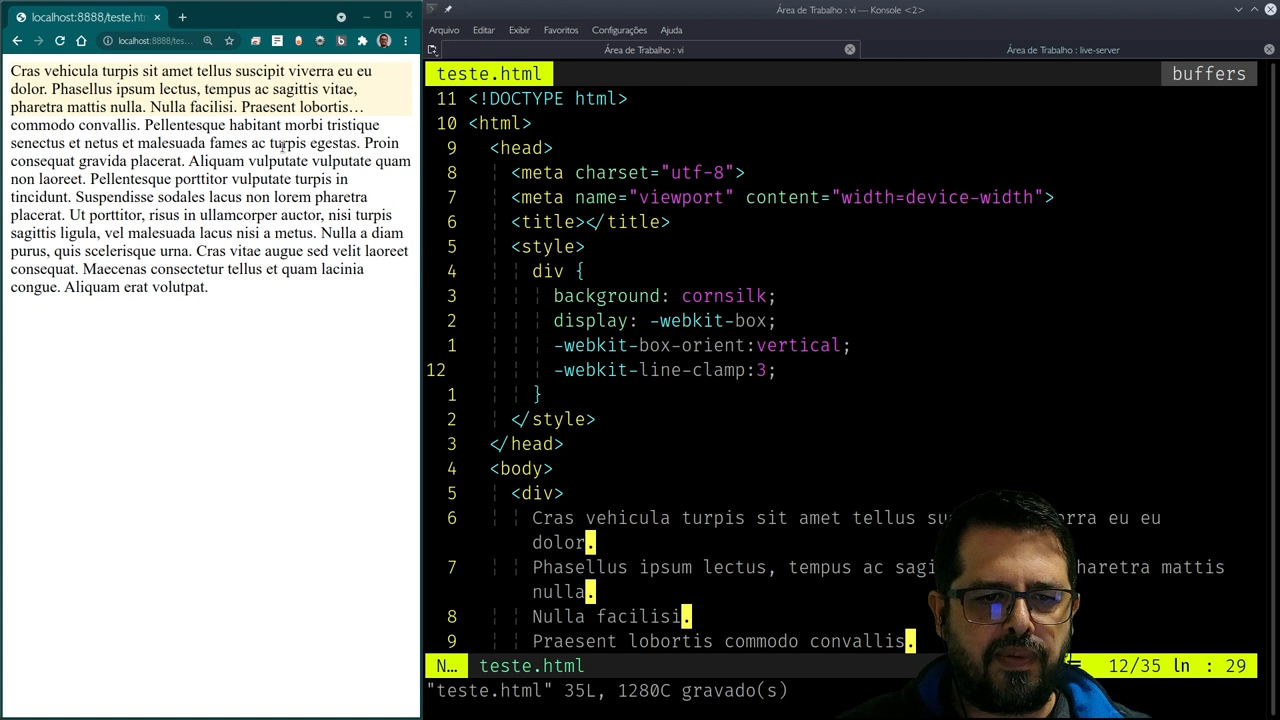 localhost:8888/teste.htm
localhost:8888/tes...
Cras vehicula turpis sit amet tellus suscipit viverra eu eu
dolor. Phasellus ipsum lectus, tempus ac sagittis vitae,
pharetra mattis nulla. Nulla facilisi. Praesent lobortis…
commodo convallis. Pellentesque habitant morbi tristique
senectus et netus et malesuada fames ac turpis egestas. Proin
consequat gravida placerat. Aliquam vulputate vulputate quam
non laoreet. Pellentesque porttitor vulputate turpis in
tincidunt. Suspendisse sodales lacus non lorem pharetra
placerat. Ut porttitor, risus in ullamcorper auctor, nisi turpis
sagittis ligula, vel malesuada lacus nisi a metus. Nulla a diam
purus, quis scelerisque urna. Cras vitae augue sed velit laoreet
consequat. Maecenas consectetur tellus et quam lacinia
congue. Aliquam erat volutpat.
Área de Trabalho : vi — Konsole <2>
Arquivo Editar Exibir Favoritos Configurações Ajuda
Área de Trabalho : vi Área de Trabalho : live-server
teste.html buffers
11 <!DOCTYPE html>
10 <html>
9 <head>
8 <meta charset="utf-8">
7 <meta name="viewport" content="width=device-width">
6 <title></title>
5 <style>
4 div {
3 background: cornsilk;
2 display: -webkit-box;
1 -webkit-box-orient:vertical;
12 -webkit-line-clamp:3;
1 }
2 </style>
3 </head>
4 <body>
5 <div>
6 Cras vehicula turpis sit amet tellus eu eu
dolor.
7 Phasellus ipsum lectus, tempus ac mattis
nulla.
8 Nulla facilisi.
9 Praesent lobortis commodo convallis.
N… teste.html 12/35 ln : 29
"teste.html" 35L, 1280C gravado(s)